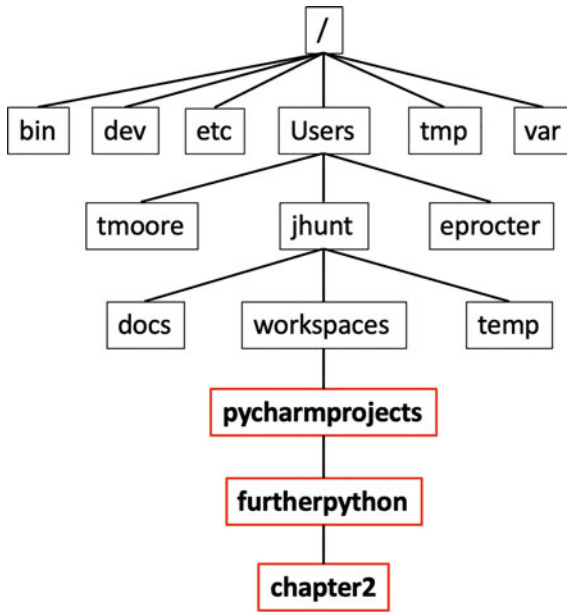 /
bin dev etc Users tmp var
tmoore jhunt eprocter
docs workspaces temp
pycharmprojects
furtherpython
chapter2